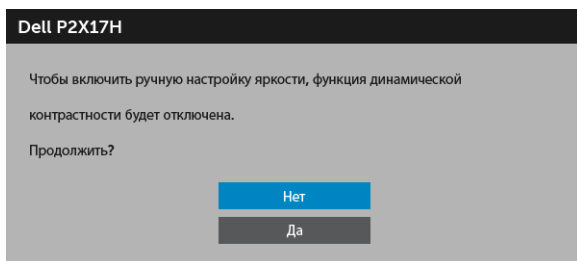 Dell P2X17H
Чтобы включить ручную настройку яркости, функция динамической
контрастности будет отключена.
Продолжить?
Нет
Да